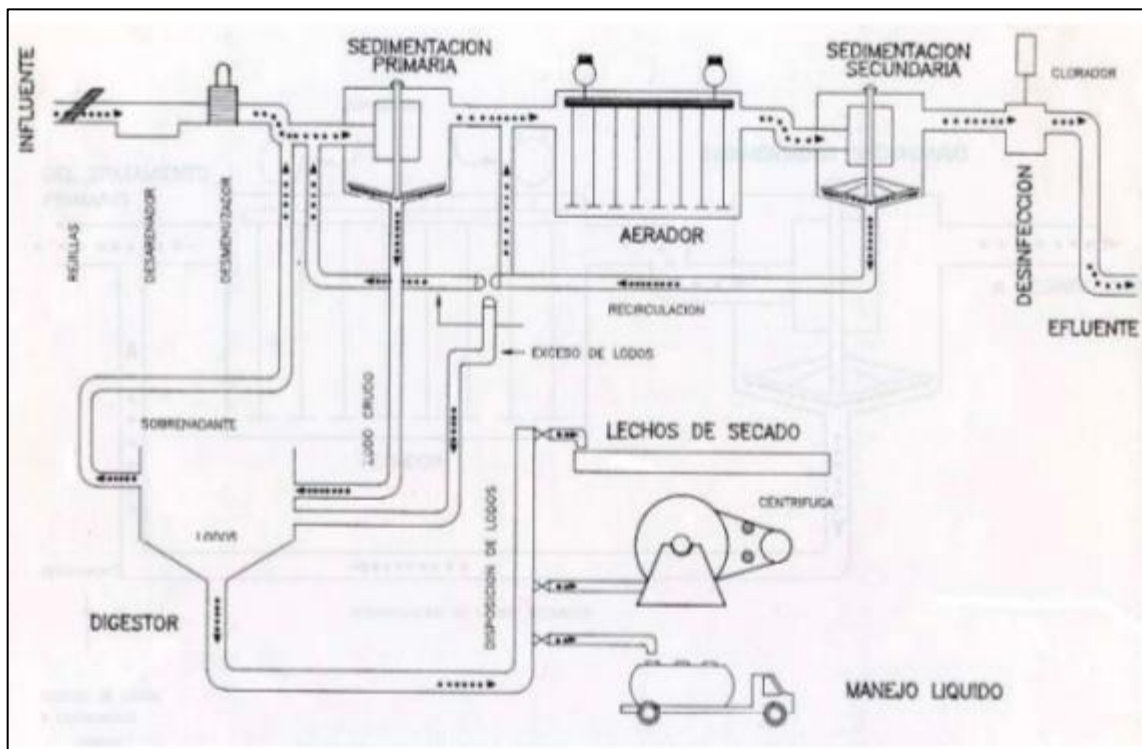 INFLUENTE
REJILLAS
DESARENADOR
DESMENUZADOR
SEDIMENTACION
PRIMARIA
AERADOR
SEDIMENTACION
SECUNDARIA
CLORADOR
DESINFECCION
EFLUENTE
RECIRCULACION
EXCESO DE LODOS
LODO CRUDO
SOBRENADANTE
LODOS
DIGESTOR
DISPOSICION DE LODOS
LECHOS DE SECADO
CENTRIFUGA
MANEJO LIQUIDO